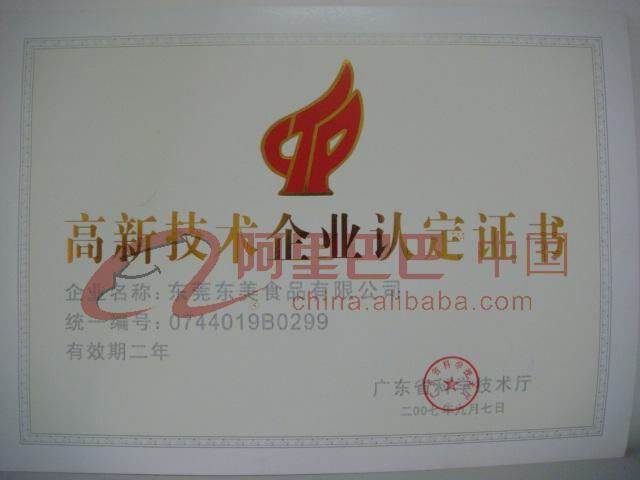 高新技术企业认定证书
阿里巴巴 中国
china.alibaba.com
企业名称: 东莞东美食品有限公司
统一编号: 0744019B0299
有效期二年
广东省科学技术厅
二〇〇七年九月七日